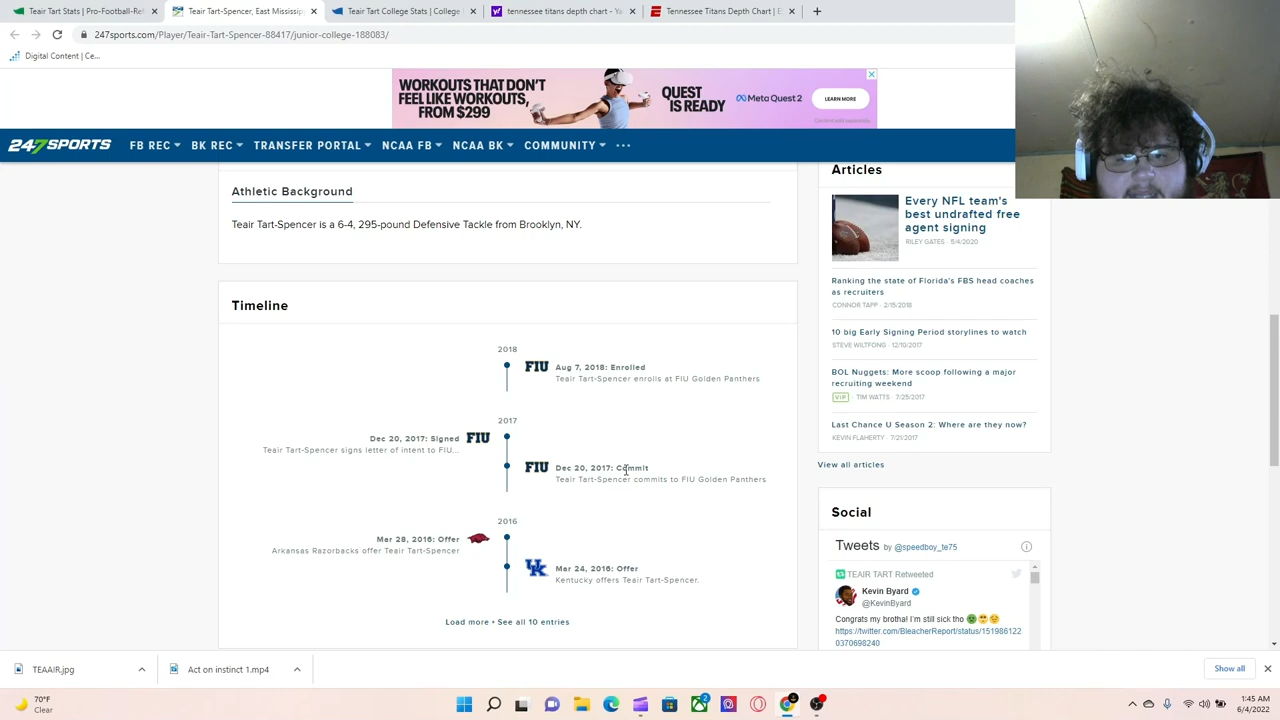 Teair Tart Stats | Pro-Football-Re
Teair Tart-Spencer, East Mississip
Teair Tart College Stats | College
tennessee titans depth chart - Ya
Tennessee Titans Depth Chart | E
247sports.com/Player/Teair-Tart-Spencer-88417/junior-college-188083/
Digital Content | Ce...
WORKOUTS THAT DON'T
FEEL LIKE WORKOUTS,
FROM $299
QUEST
IS READY
Meta Quest 2
LEARN MORE
Content sold separately.
247SPORTS
FB REC
BK REC
TRANSFER PORTAL
NCAA FB
NCAA BK
COMMUNITY
Athletic Background
Teair Tart-Spencer is a 6-4, 295-pound Defensive Tackle from Brooklyn, NY.
Timeline
2018
FIU
Aug 7, 2018: Enrolled
Teair Tart-Spencer enrolls at FIU Golden Panthers
2017
Dec 20, 2017: Signed
FIU
Teair Tart-Spencer signs letter of intent to FIU...
FIU
Dec 20, 2017: Commit
Teair Tart-Spencer commits to FIU Golden Panthers
2016
Mar 28, 2016: Offer
Arkansas Razorbacks offer Teair Tart-Spencer
UK
Mar 24, 2016: Offer
Kentucky offers Teair Tart-Spencer.
Load more • See all 10 entries
Articles
Every NFL team's
best undrafted free
agent signing
RILEY GATES · 5/4/2020
Ranking the state of Florida's FBS head coaches
as recruiters
CONNOR TAPP · 2/15/2018
10 big Early Signing Period storylines to watch
STEVE WILTFONG · 12/10/2017
BOL Nuggets: More scoop following a major
recruiting weekend
VIP · TIM WATTS · 7/25/2017
Last Chance U Season 2: Where are they now?
KEVIN FLAHERTY · 7/21/2017
View all articles
Social
Tweets by @speedboy_te75
TEAIR TART Retweeted
Kevin Byard
@KevinByard
Congrats my brotha! I'm still sick tho
https://twitter.com/BleacherReport/status/151986122
0370698240
TEAAIR.jpg
Act on instinct 1.mp4
Show all
70°F
Clear
2
1:45 AM
6/4/2022